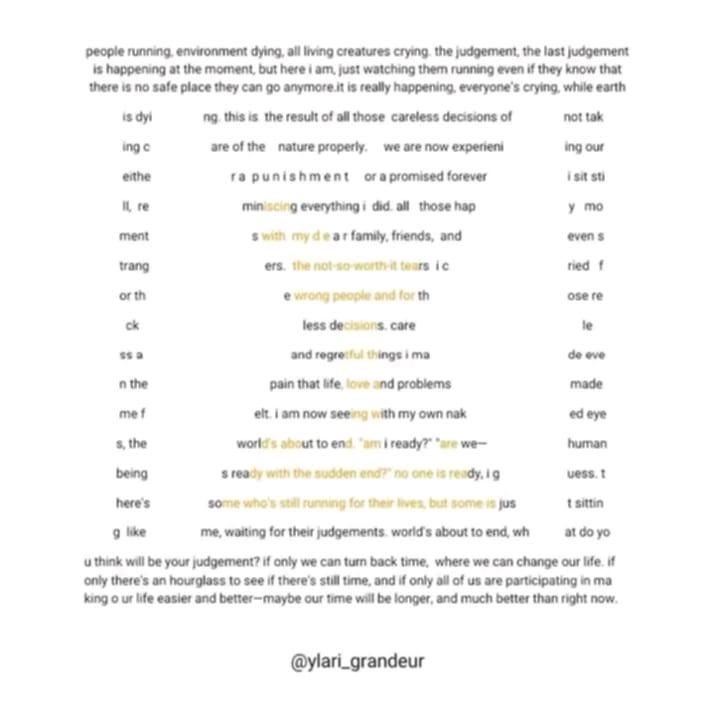 people running, environment dying, all living creatures crying. the judgement, the last judgement
is happening at the moment, but here i am, just watching them running even if they know that
there is no safe place they can go anymore.it is really happening, everyone's crying, while earth
is dyi ng. this is the result of all those careless decisions of not tak
ing c are of the nature properly. we are now experieni ing our
eithe r a p u n i s h m e n t or a promised forever i sit sti
ll, re miniscing everything i did. all those hap y mo
ment s with my d e a r family, friends, and even s
trang ers. the not-so-worth-it tears i c ried f
or th e wrong people and for th ose re
ck less decisions. care le
ss a and regretful things i ma de eve
n the pain that life, love and problems made
me f elt. i am now seeing with my own nak ed eye
s, the world's about to end. "am i ready?" "are we— human
being s ready with the sudden end?" no one is ready, i g uess. t
here's some who's still running for their lives, but some is jus t sittin
g like me, waiting for their judgements. world's about to end, wh at do yo
u think will be your judgement? if only we can turn back time, where we can change our life. if
only there's an hourglass to see if there's still time, and if only all of us are participating in ma
king o ur life easier and better—maybe our time will be longer, and much better than right now.
@ylari_grandeur